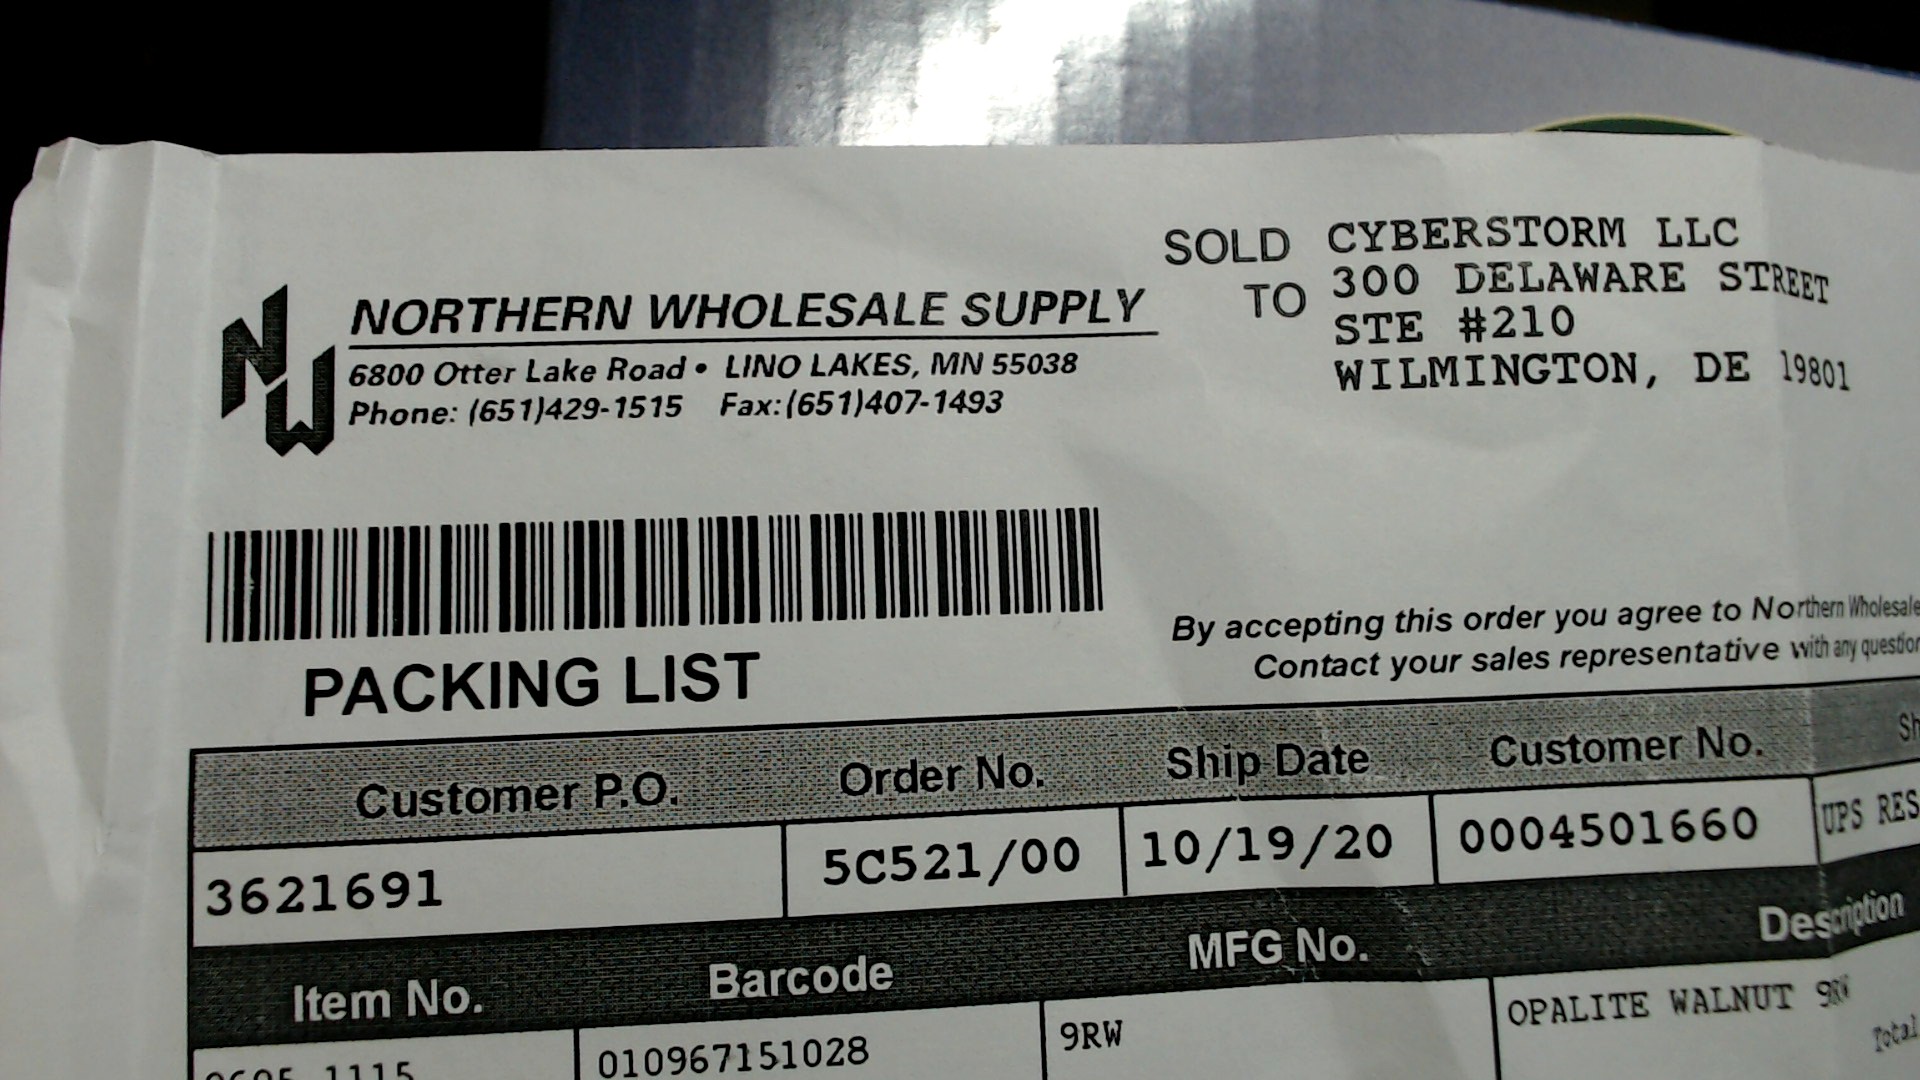 NW
NORTHERN WHOLESALE SUPPLY
6800 Otter Lake Road • LINO LAKES, MN 55038
Phone: (651)429-1515 Fax:(651)407-1493
SOLD TO
CYBERSTORM LLC
300 DELAWARE STREET
STE #210
WILMINGTON, DE 19801
PACKING LIST
By accepting this order you agree to Northern Wholesale
Contact your sales representative with any question
Customer P.O. Order No. Ship Date Customer No. Sh
3621691 5C521/00 10/19/20 0004501660 UPS RES
Item No. Barcode MFG No. Description
010967151028 9RW OPALITE WALNUT 9RW
Total